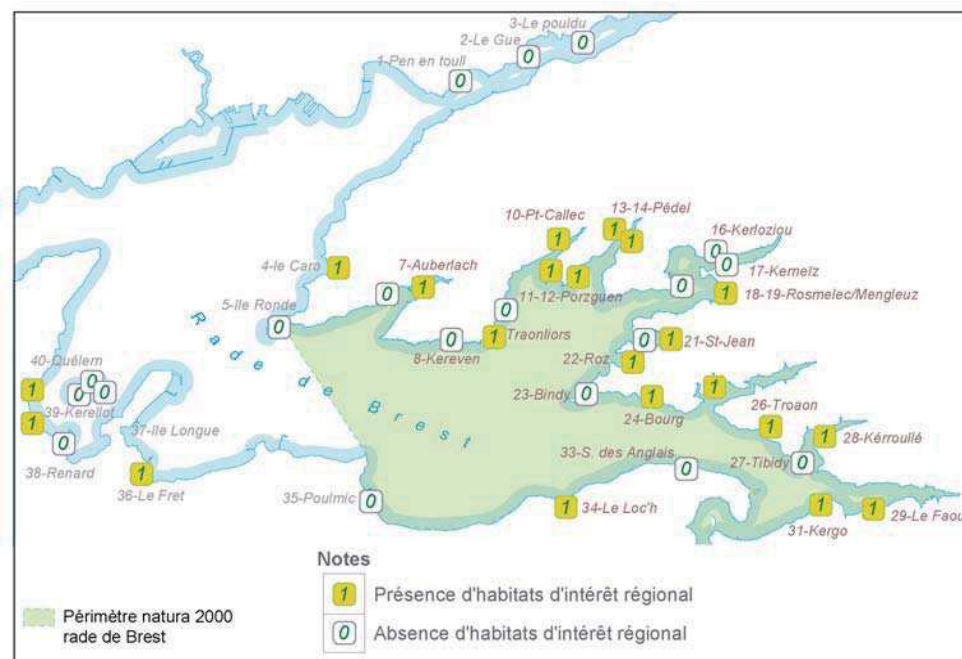 3-Le pouldu
0
2-Le Gue
0
1-Pen en toull
0
13-14-Pédel
10-Pt-Callec
1
1
1
16-Kerloziou
0
0
17-Kerneïz
4-le Caro
1
7-Auberlach
1
0
1
1
11-12-Porzguen
0
1
18-19-Rosmelec/Mengleuz
5-Ile Ronde
0
0
8-Kereven
0
1
Traonliors
0
1
21-St-Jean
22-Roz
1
Rade de Brest
40-Quélern
1
0
0
0
39-Kerellot
1
37-Ile Longue
0
38-Renard
1
36-Le Fret
23-Bindy
0
1
24-Bourg
1
26-Troaon
1
1
28-Kérroullé
33-S. des Anglais
0
27-Tibidy
0
35-Poulmic
0
1
34-Le Loc'h
1
31-Kergo
1
29-Le Faou
Notes
1 Présence d'habitats d'intérêt régional
0 Absence d'habitats d'intérêt régional
Périmètre natura 2000
rade de Brest